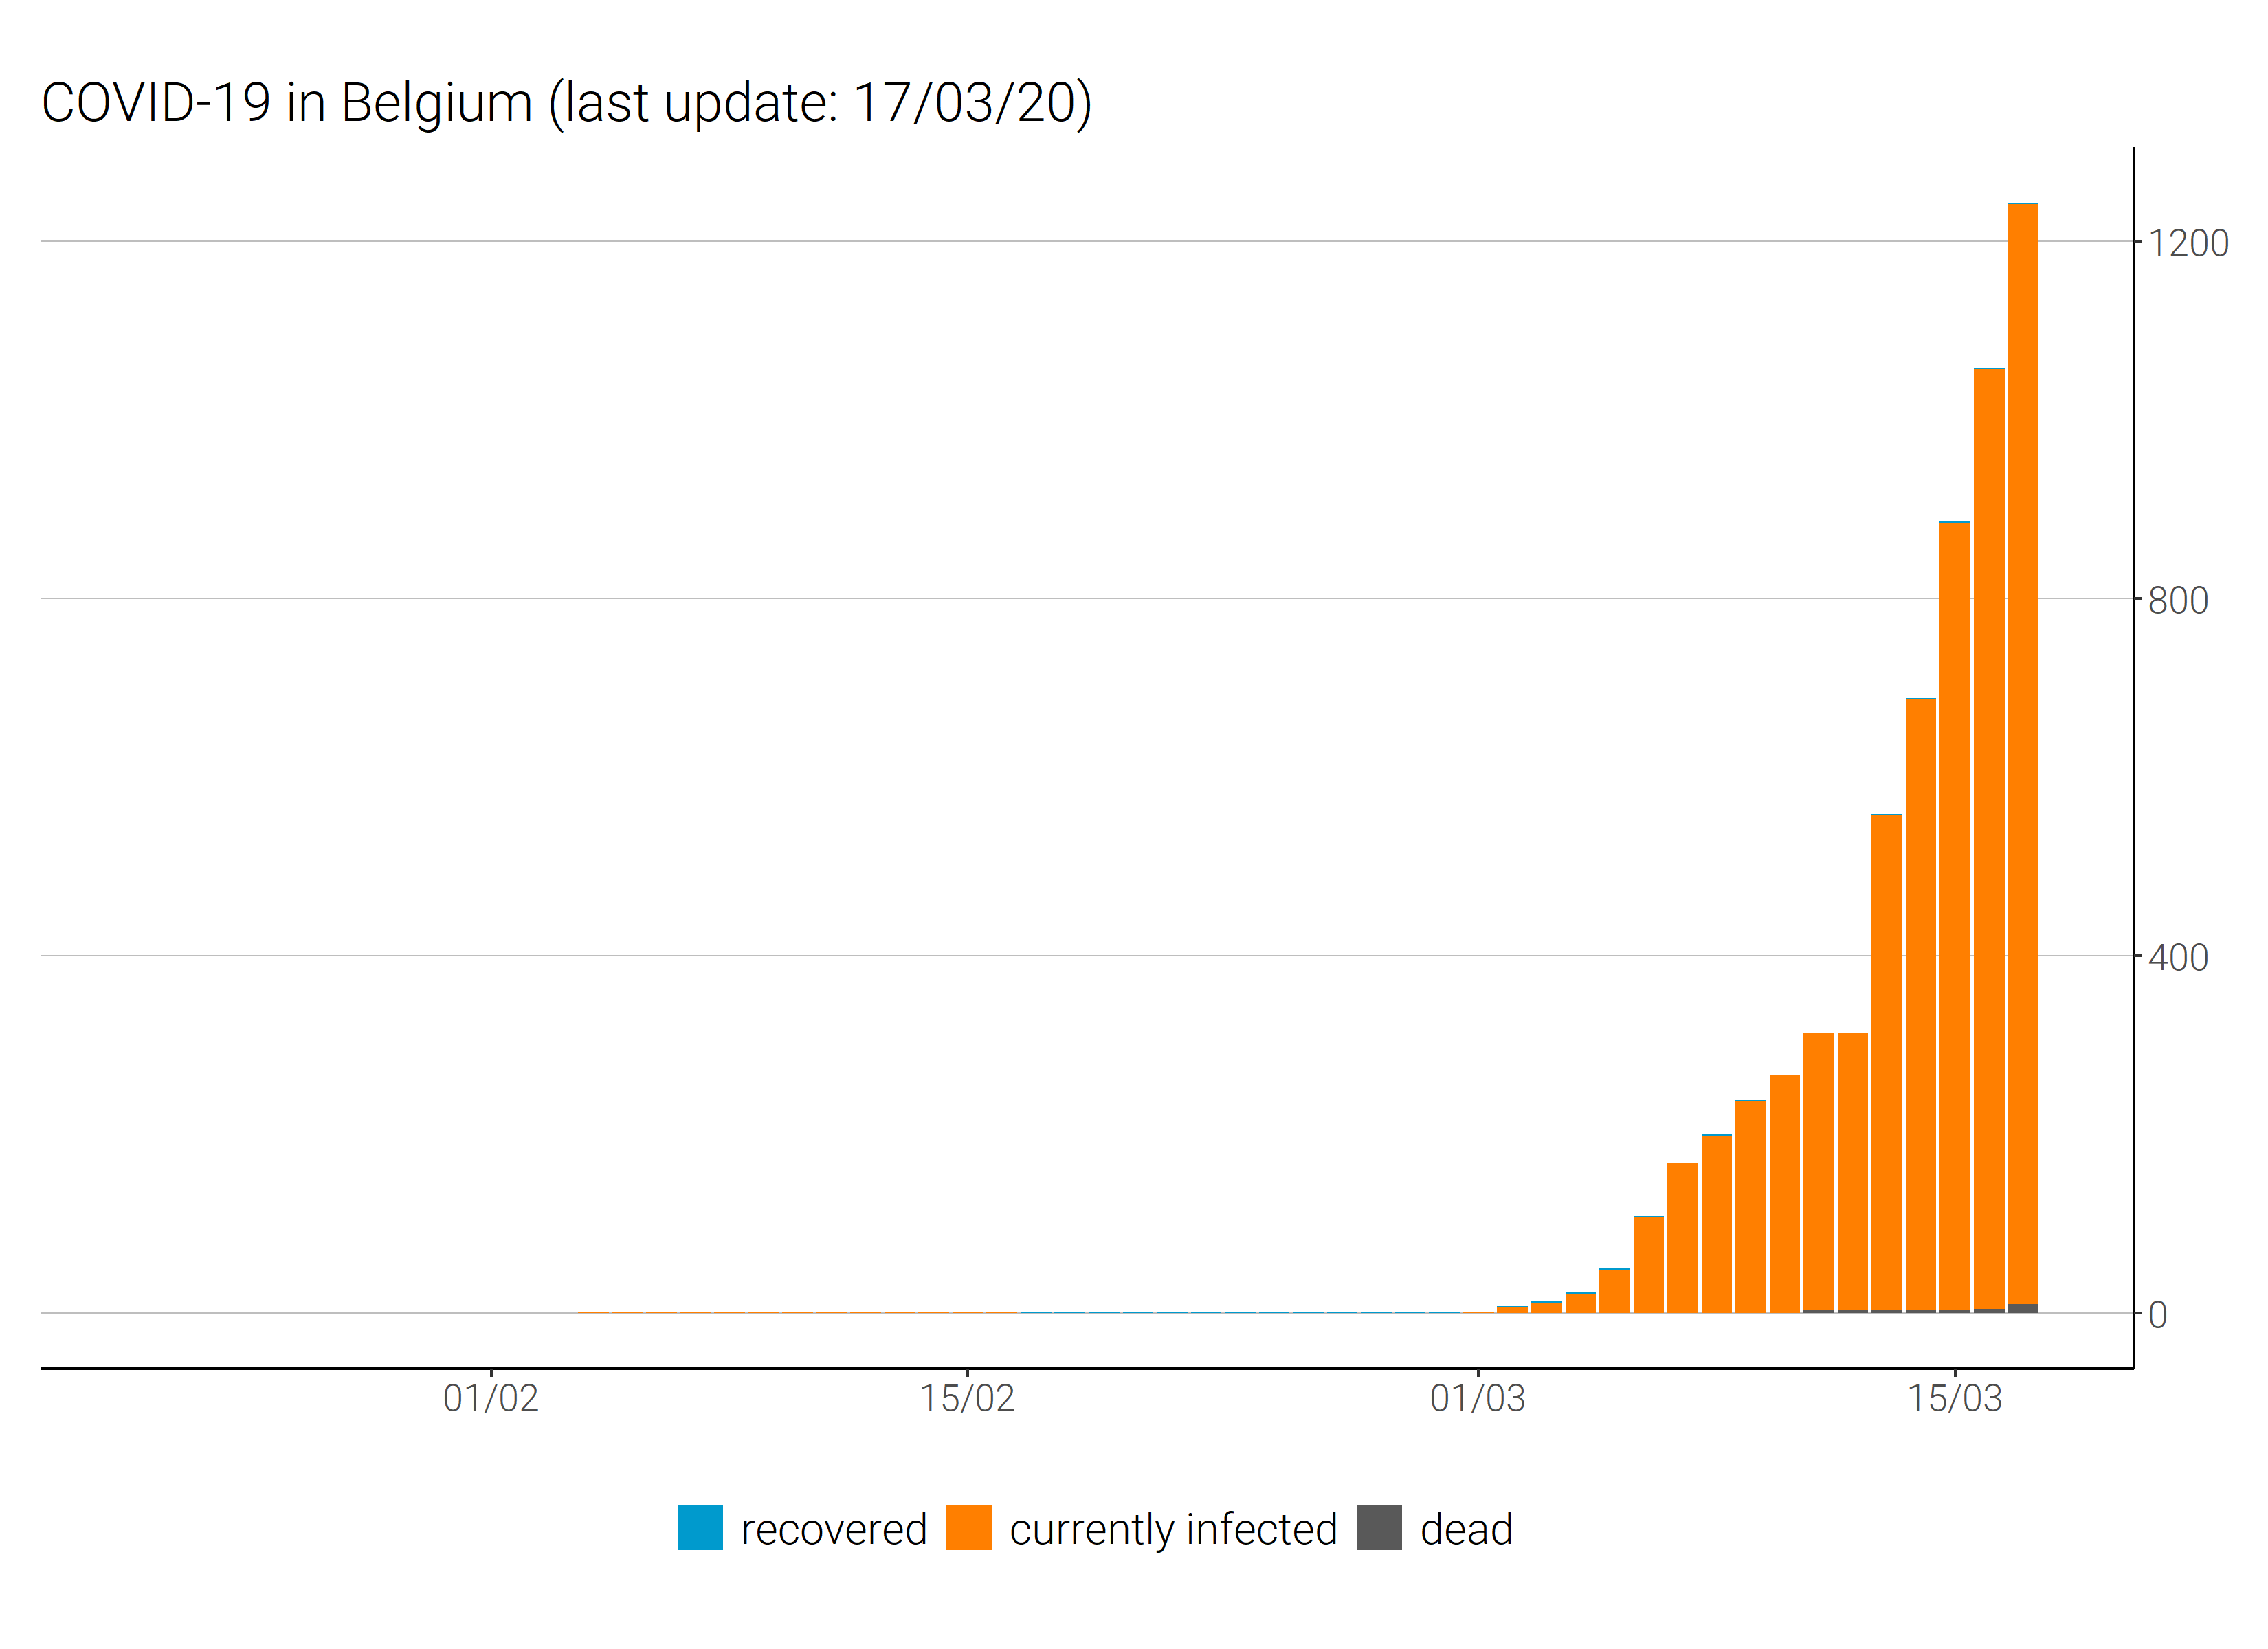 COVID-19 in Belgium (last update: 17/03/20)
1200
800
400
0
01/02 15/02 01/03 15/03
recovered currently infected dead